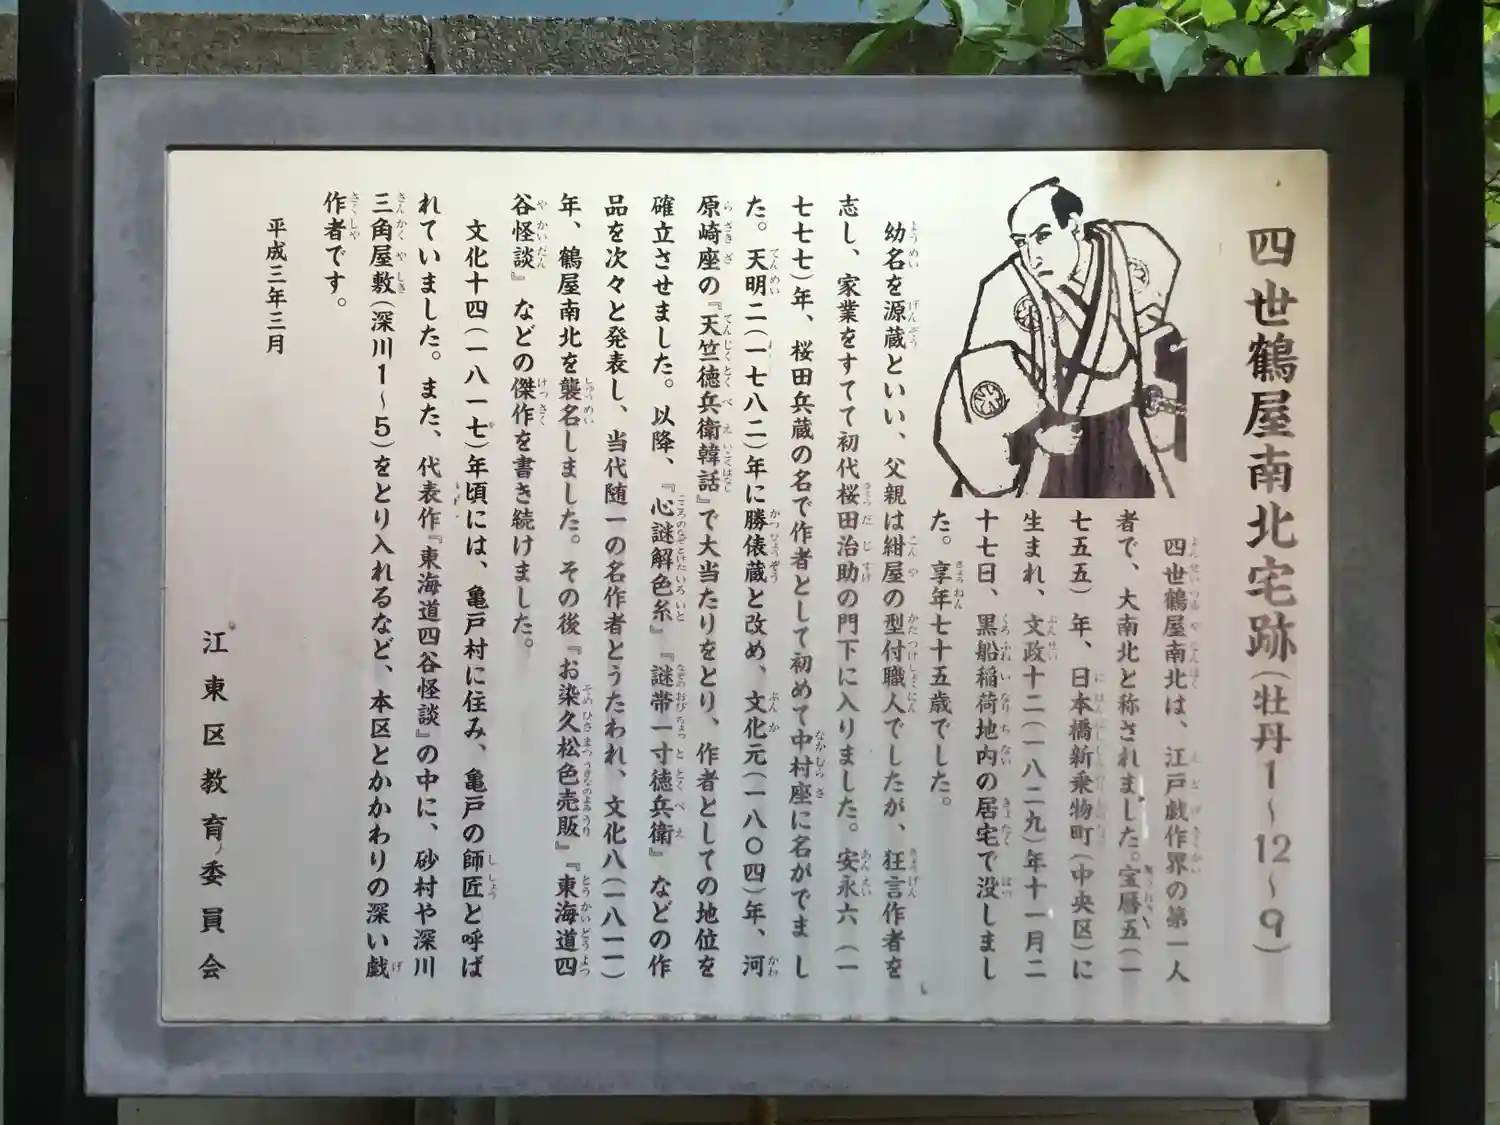 四世鶴屋南北宅跡(牡丹1〜12〜9)
四世鶴屋南北は、江戸戯作界の第一人
者で、大南北と称されました。宝暦五(一
七五五)年、日本橋新乗物町(中央区)に
生まれ、文政十二(一八二九)年十一月二
十七日、黒船稲荷地内の居宅で没しまし
た。享年七十五歳でした。
幼名を源蔵といい、父親は紺屋の型付職人でしたが、狂言作者を
志し、家業をすてて初代桜田治助の門下に入りました。安永六(一
七七七)年、桜田兵蔵の名で作者として初めて中村座に名がでまし
た。天明二(一七八二)年に勝俵蔵と改め、文化元(一八〇四)年、河
原崎座の『天竺徳兵衛韓話』で大当たりをとり、作者としての地位を
確立させました。以降、『心謎解色糸』『謎帯一寸徳兵衛』などの作
品を次々と発表し、当代随一の名作者とうたわれ、文化八(一八一一)
年、鶴屋南北を襲名しました。その後『お染久松色売販』『東海道四
谷怪談』などの傑作を書き続けました。
文化十四(一八一七)年頃には、亀戸村に住み、亀戸の師匠と呼ば
れていました。また、代表作『東海道四谷怪談』の中に、砂村や深川
三角屋敷(深川1〜5)をとり入れるなど、本区とかかわりの深い戯
作者です。
平成三年三月
江東区教育委員会